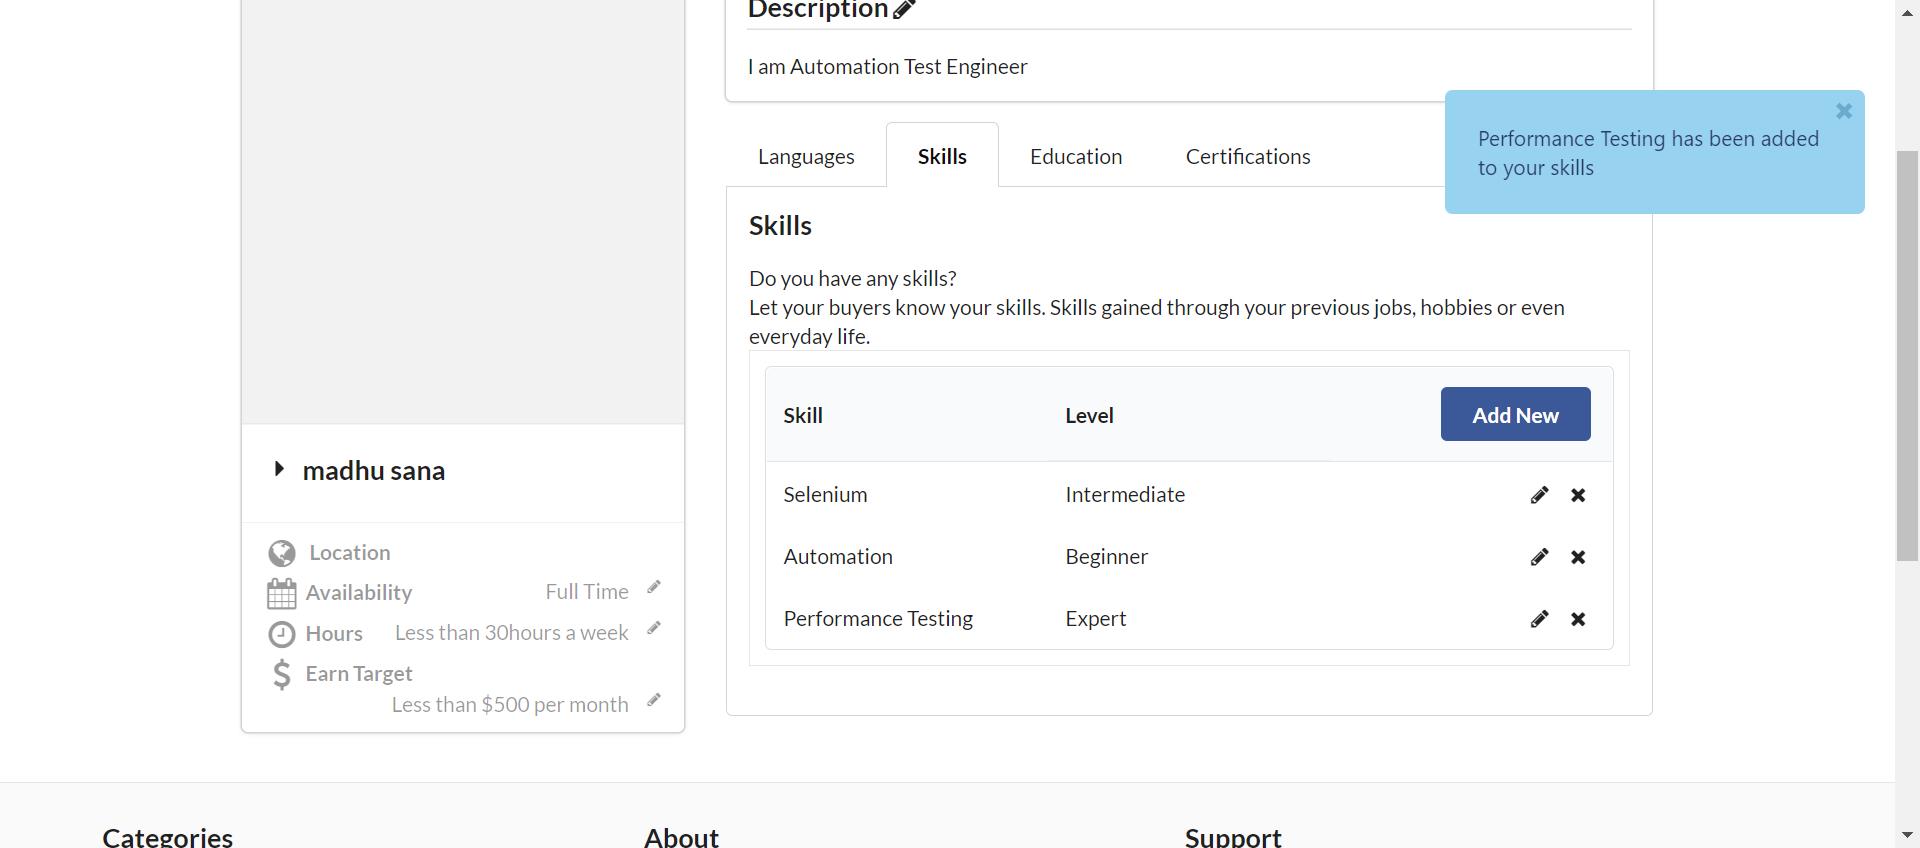 Description
I am Automation Test Engineer
Performance Testing has been added
to your skills
Languages Skills Education Certifications
Skills
Do you have any skills?
Let your buyers know your skills. Skills gained through your previous jobs, hobbies or even
everyday life.
Skill Level Add New
Selenium Intermediate
Automation Beginner
Performance Testing Expert
madhu sana
Location
Availability Full Time
Hours Less than 30hours a week
Earn Target
Less than $500 per month
Categories About Support